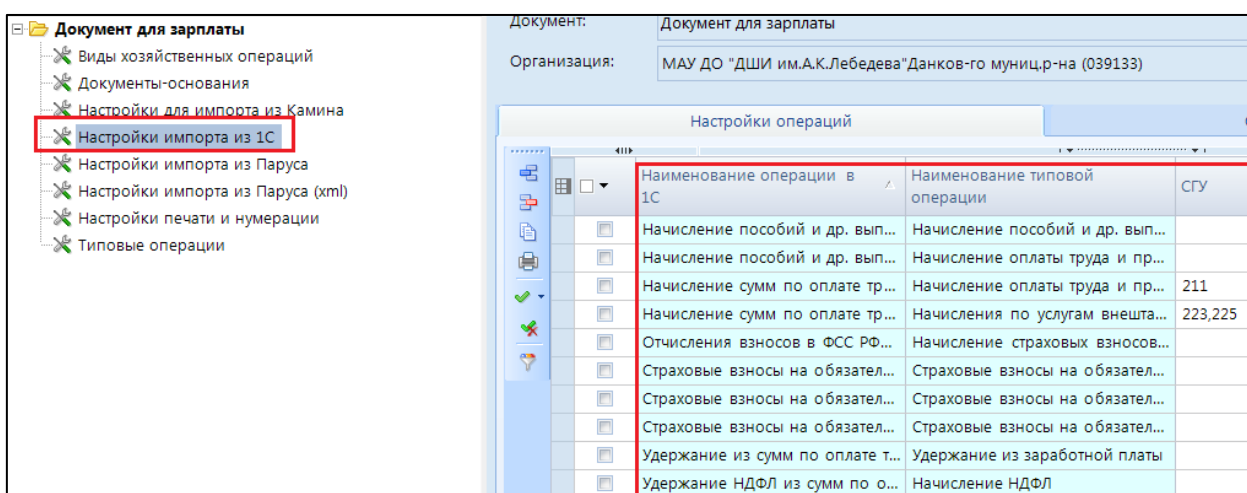 Документ для зарплаты
Виды хозяйственных операций
Документы-основания
Настройки для импорта из Камина
Настройки импорта из 1С
Настройки импорта из Паруса
Настройки импорта из Паруса (xml)
Настройки печати и нумерации
Типовые операции
Документ: Документ для зарплаты
Организация: МАУ ДО "ДШИ им.А.К.Лебедева"Данков-го муниц.р-на (039133)
Настройки операций
Наименование операции в 1С
Наименование типовой операции
СГУ
Начисление пособий и др. вып... Начисление пособий и др. вып...
Начисление пособий и др. вып... Начисление оплаты труда и пр...
Начисление сумм по оплате тр... Начисление оплаты труда и пр... 211
Начисление сумм по оплате тр... Начисления по услугам внешта... 223,225
Отчисления взносов в ФСС РФ... Начисление страховых взносов...
Страховые взносы на обязател... Страховые взносы на обязател...
Страховые взносы на обязател... Страховые взносы на обязател...
Страховые взносы на обязател... Страховые взносы на обязател...
Удержание из сумм по оплате т... Удержание из заработной платы
Удержание НДФЛ из сумм по о... Начисление НДФЛ